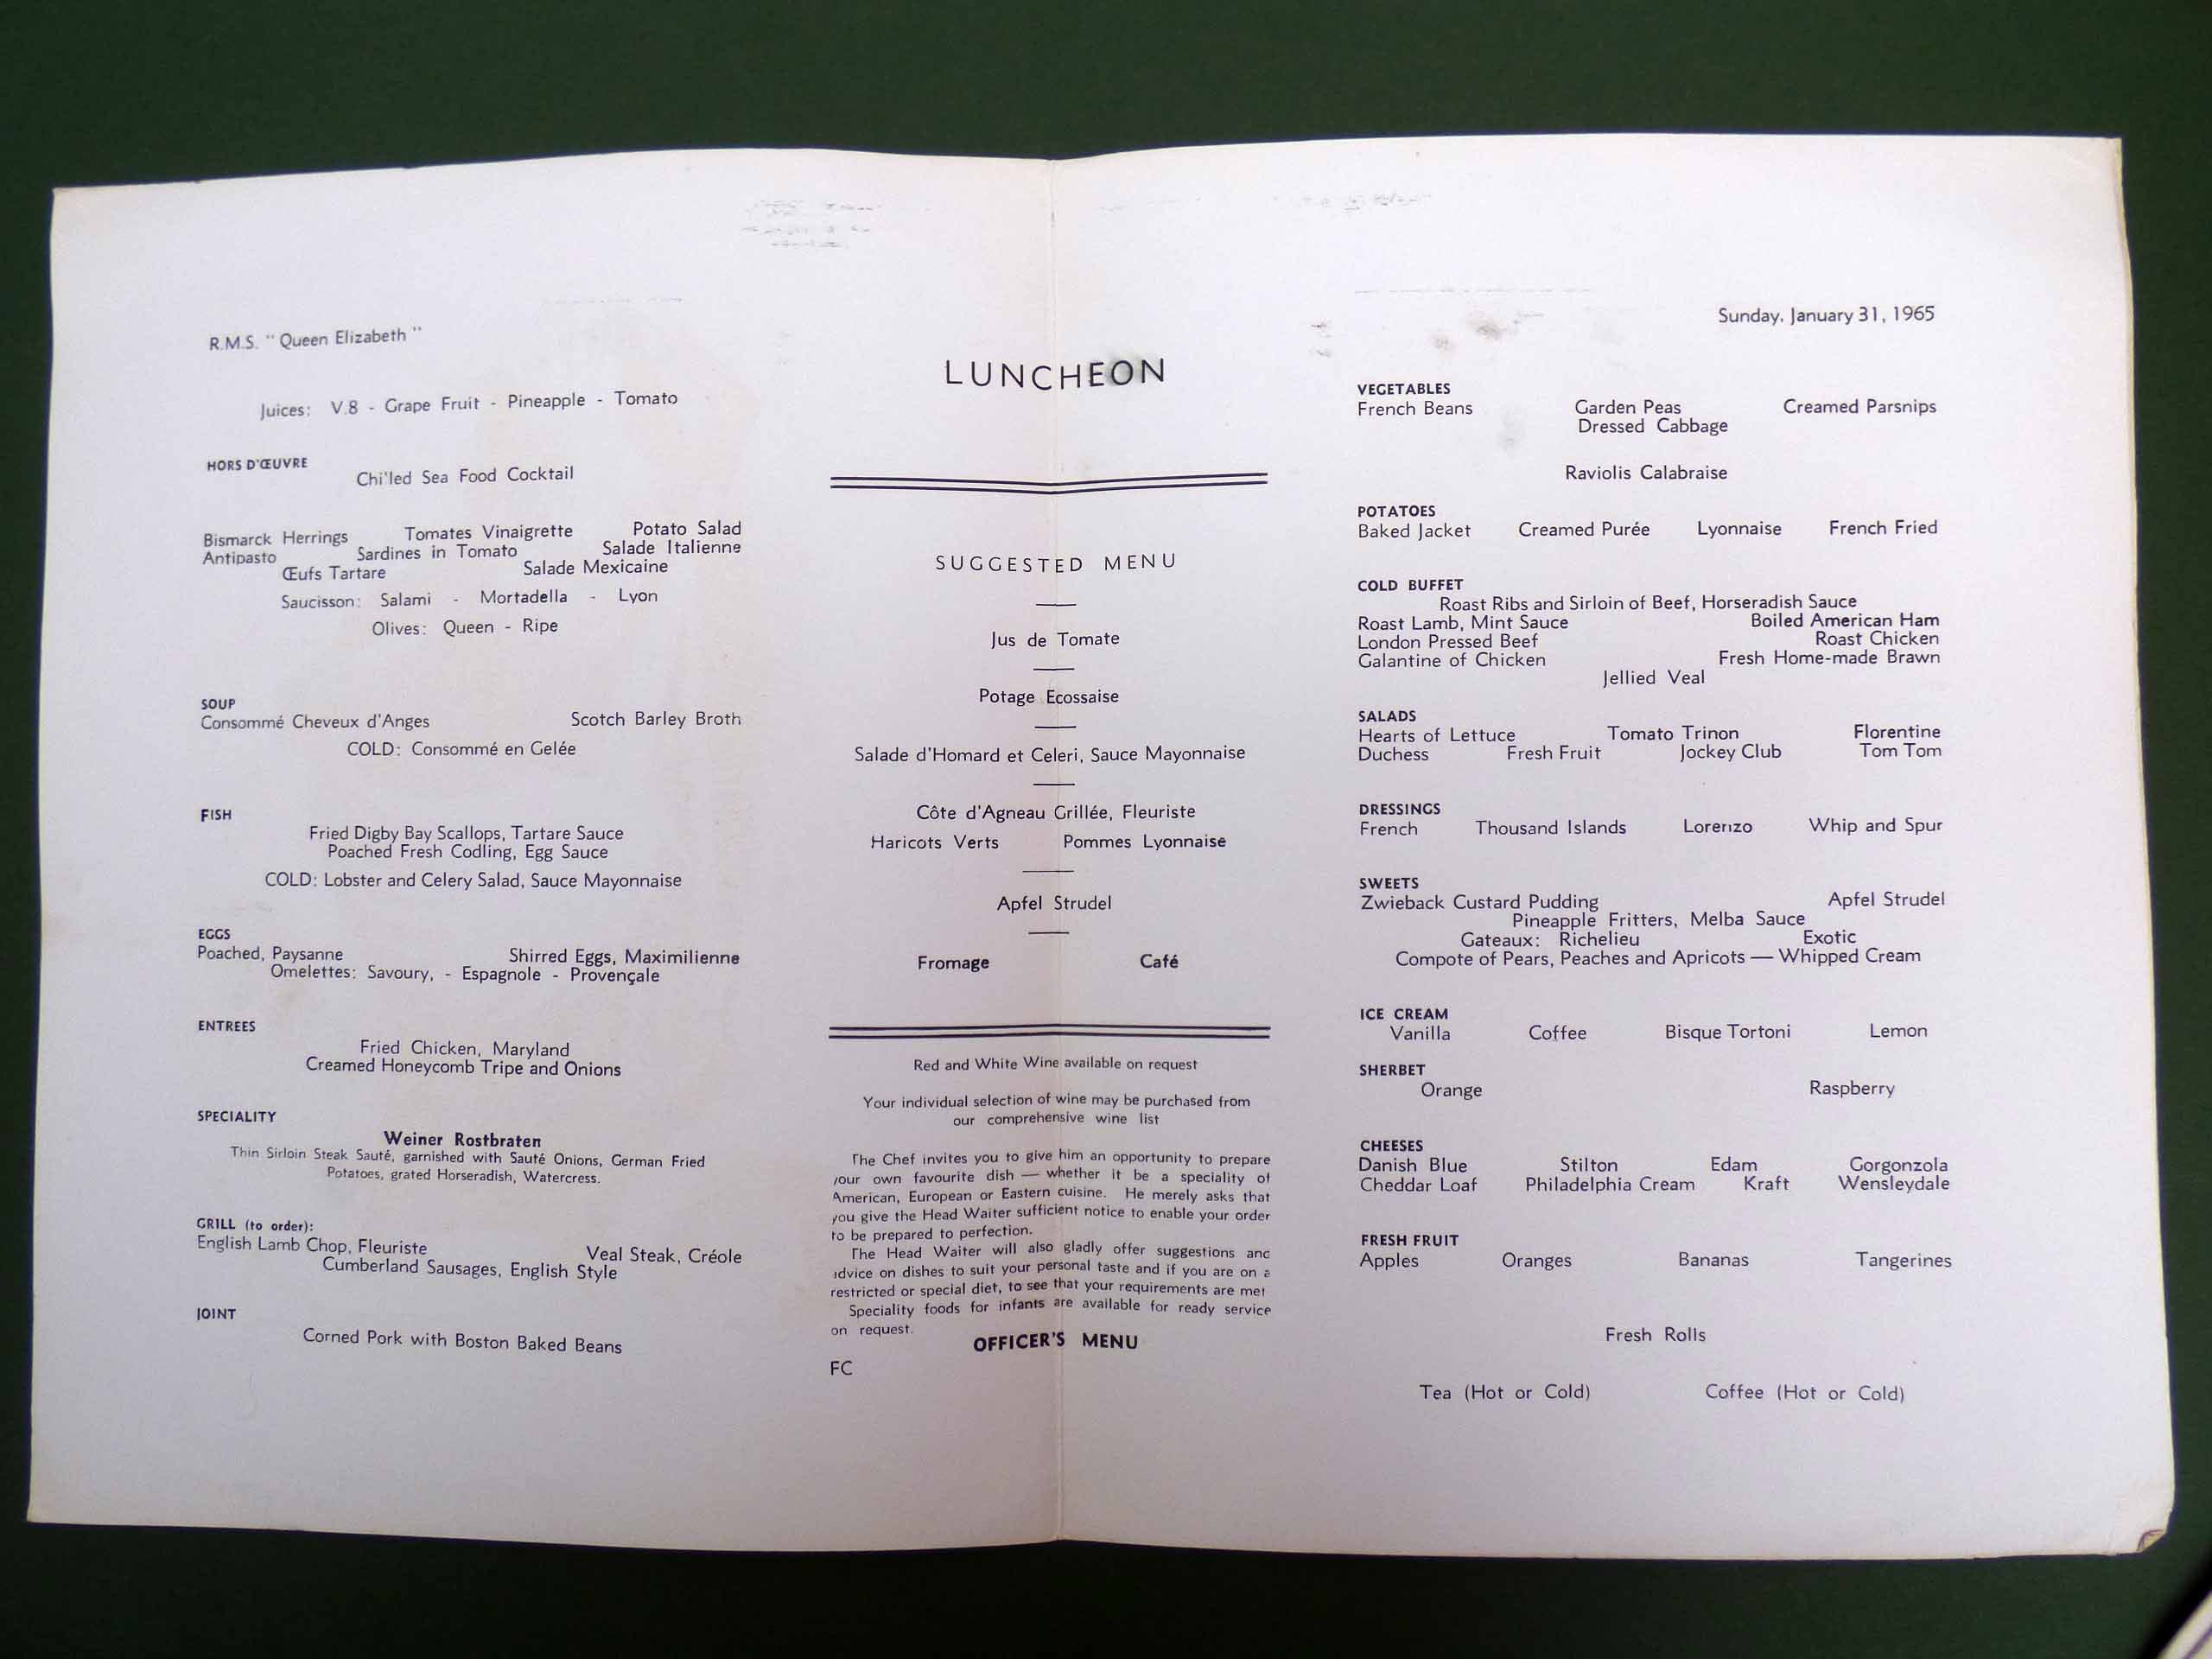 R.M.S. "Queen Elizabeth"
Juices: V.8 - Grape Fruit - Pineapple - Tomato
HORS D'ŒUVRE
Chi'led Sea Food Cocktail
Bismarck Herrings Tomates Vinaigrette Potato Salad
Antipasto Sardines in Tomato Salade Italienne
Œufs Tartare Salade Mexicaine
Saucisson: Salami - Mortadella - Lyon
Olives: Queen - Ripe
SOUP
Consommé Cheveux d'Anges Scotch Barley Broth
COLD: Consommé en Gelée
FISH
Fried Digby Bay Scallops, Tartare Sauce
Poached Fresh Codling, Egg Sauce
COLD: Lobster and Celery Salad, Sauce Mayonnaise
EGGS
Poached, Paysanne Shirred Eggs, Maximilienne
Omelettes: Savoury, - Espagnole - Provençale
ENTREES
Fried Chicken, Maryland
Creamed Honeycomb Tripe and Onions
SPECIALITY
Weiner Rostbraten
Thin Sirloin Steak Sauté, garnished with Sauté Onions, German Fried
Potatoes, grated Horseradish, Watercress.
GRILL (to order):
English Lamb Chop, Fleuriste Veal Steak, Créole
Cumberland Sausages, English Style
JOINT
Corned Pork with Boston Baked Beans
LUNCHEON
SUGGESTED MENU
Jus de Tomate
Potage Ecossaise
Salade d'Homard et Celeri, Sauce Mayonnaise
Côte d'Agneau Grillée, Fleuriste
Haricots Verts Pommes Lyonnaise
Apfel Strudel
Fromage Café
Red and White Wine available on request
Your individual selection of wine may be purchased from
our comprehensive wine list
The Chef invites you to give him an opportunity to prepare
your own favourite dish — whether it be a speciality of
American, European or Eastern cuisine. He merely asks that
you give the Head Waiter sufficient notice to enable your order
to be prepared to perfection.
The Head Waiter will also gladly offer suggestions and
advice on dishes to suit your personal taste and if you are on a
restricted or special diet, to see that your requirements are met
Speciality foods for infants are available for ready service
on request.
OFFICER'S MENU
FC
Sunday, January 31, 1965
VEGETABLES
French Beans Garden Peas Creamed Parsnips
Dressed Cabbage
Raviolis Calabraise
POTATOES
Baked Jacket Creamed Purée Lyonnaise French Fried
COLD BUFFET
Roast Ribs and Sirloin of Beef, Horseradish Sauce
Roast Lamb, Mint Sauce Boiled American Ham
London Pressed Beef Roast Chicken
Galantine of Chicken Fresh Home-made Brawn
Jellied Veal
SALADS
Hearts of Lettuce Tomato Trinon Florentine
Duchess Fresh Fruit Jockey Club Tom Tom
DRESSINGS
French Thousand Islands Lorenzo Whip and Spur
SWEETS
Zwieback Custard Pudding Apfel Strudel
Pineapple Fritters, Melba Sauce
Gateaux: Richelieu Exotic
Compote of Pears, Peaches and Apricots — Whipped Cream
ICE CREAM
Vanilla Coffee Bisque Tortoni Lemon
SHERBET
Orange Raspberry
CHEESES
Danish Blue Stilton Edam Gorgonzola
Cheddar Loaf Philadelphia Cream Kraft Wensleydale
FRESH FRUIT
Apples Oranges Bananas Tangerines
Fresh Rolls
Tea (Hot or Cold) Coffee (Hot or Cold)